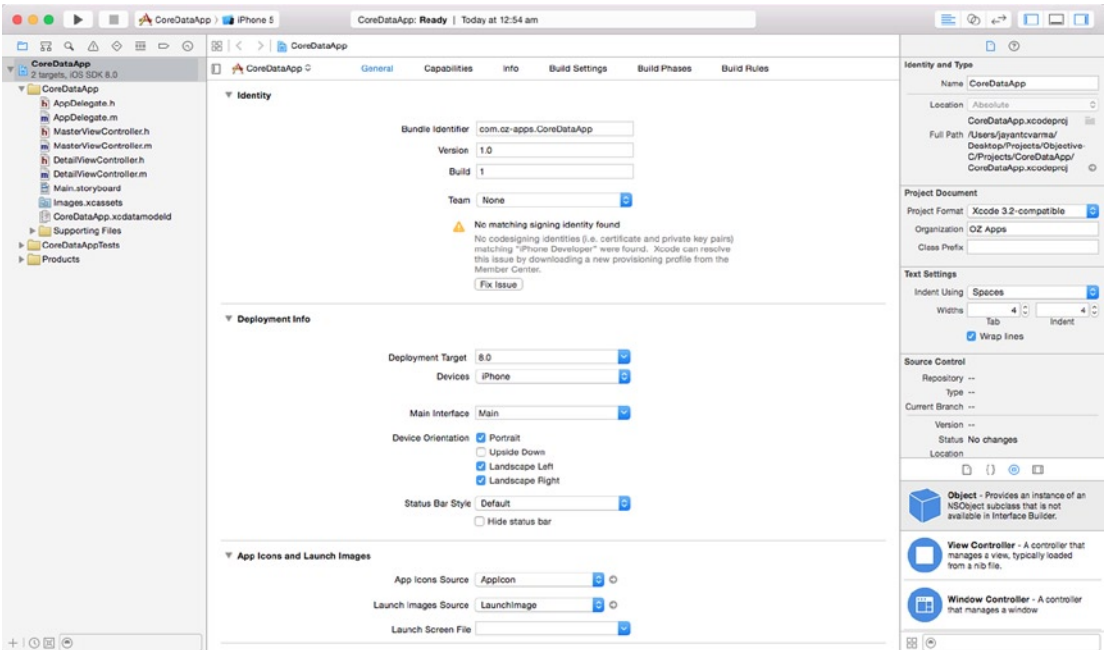 CoreDataApp
iPhone 5
CoreDataApp: Ready | Today at 12:54 am
CoreDataApp
2 targets, iOS SDK 8.0
CoreDataApp
AppDelegate.h
AppDelegate.m
MasterViewController.h
MasterViewController.m
DetailViewController.h
DetailViewController.m
Main.storyboard
Images.xcassets
CoreDataApp.xcdatamodeld
Supporting Files
CoreDataAppTests
Products
CoreDataApp
CoreDataApp
General
Capabilities
Info
Build Settings
Build Phases
Build Rules
Identity
Bundle Identifier com.oz-apps.CoreDataApp
Version 1.0
Build 1
Team None
No matching signing identity found
No codesigning identities (i.e. certificate and private key pairs)
matching "iPhone Developer" were found. Xcode can resolve
this issue by downloading a new provisioning profile from the
Member Center.
Fix Issue
Deployment Info
Deployment Target 8.0
Devices iPhone
Main Interface Main
Device Orientation Portrait
Upside Down
Landscape Left
Landscape Right
Status Bar Style Default
Hide status bar
App Icons and Launch Images
App Icons Source AppIcon
Launch Images Source LaunchImage
Launch Screen File
Identity and Type
Name CoreDataApp
Location Absolute
CoreDataApp.xcodeproj
Full Path /Users/jayantcvarma/
Desktop/Projects/Objective-
C/Projects/CoreDataApp/
CoreDataApp.xcodeproj
Project Document
Project Format Xcode 3.2-compatible
Organization OZ Apps
Class Prefix
Text Settings
Indent Using Spaces
Widths 4 4
Tab Indent
Wrap lines
Source Control
Repository --
Type --
Current Branch --
Version --
Status No changes
Location
Object - Provides an instance of an
NSObject subclass that is not
available in Interface Builder.
View Controller - A controller that
manages a view, typically loaded
from a nib file.
Window Controller - A controller
that manages a window